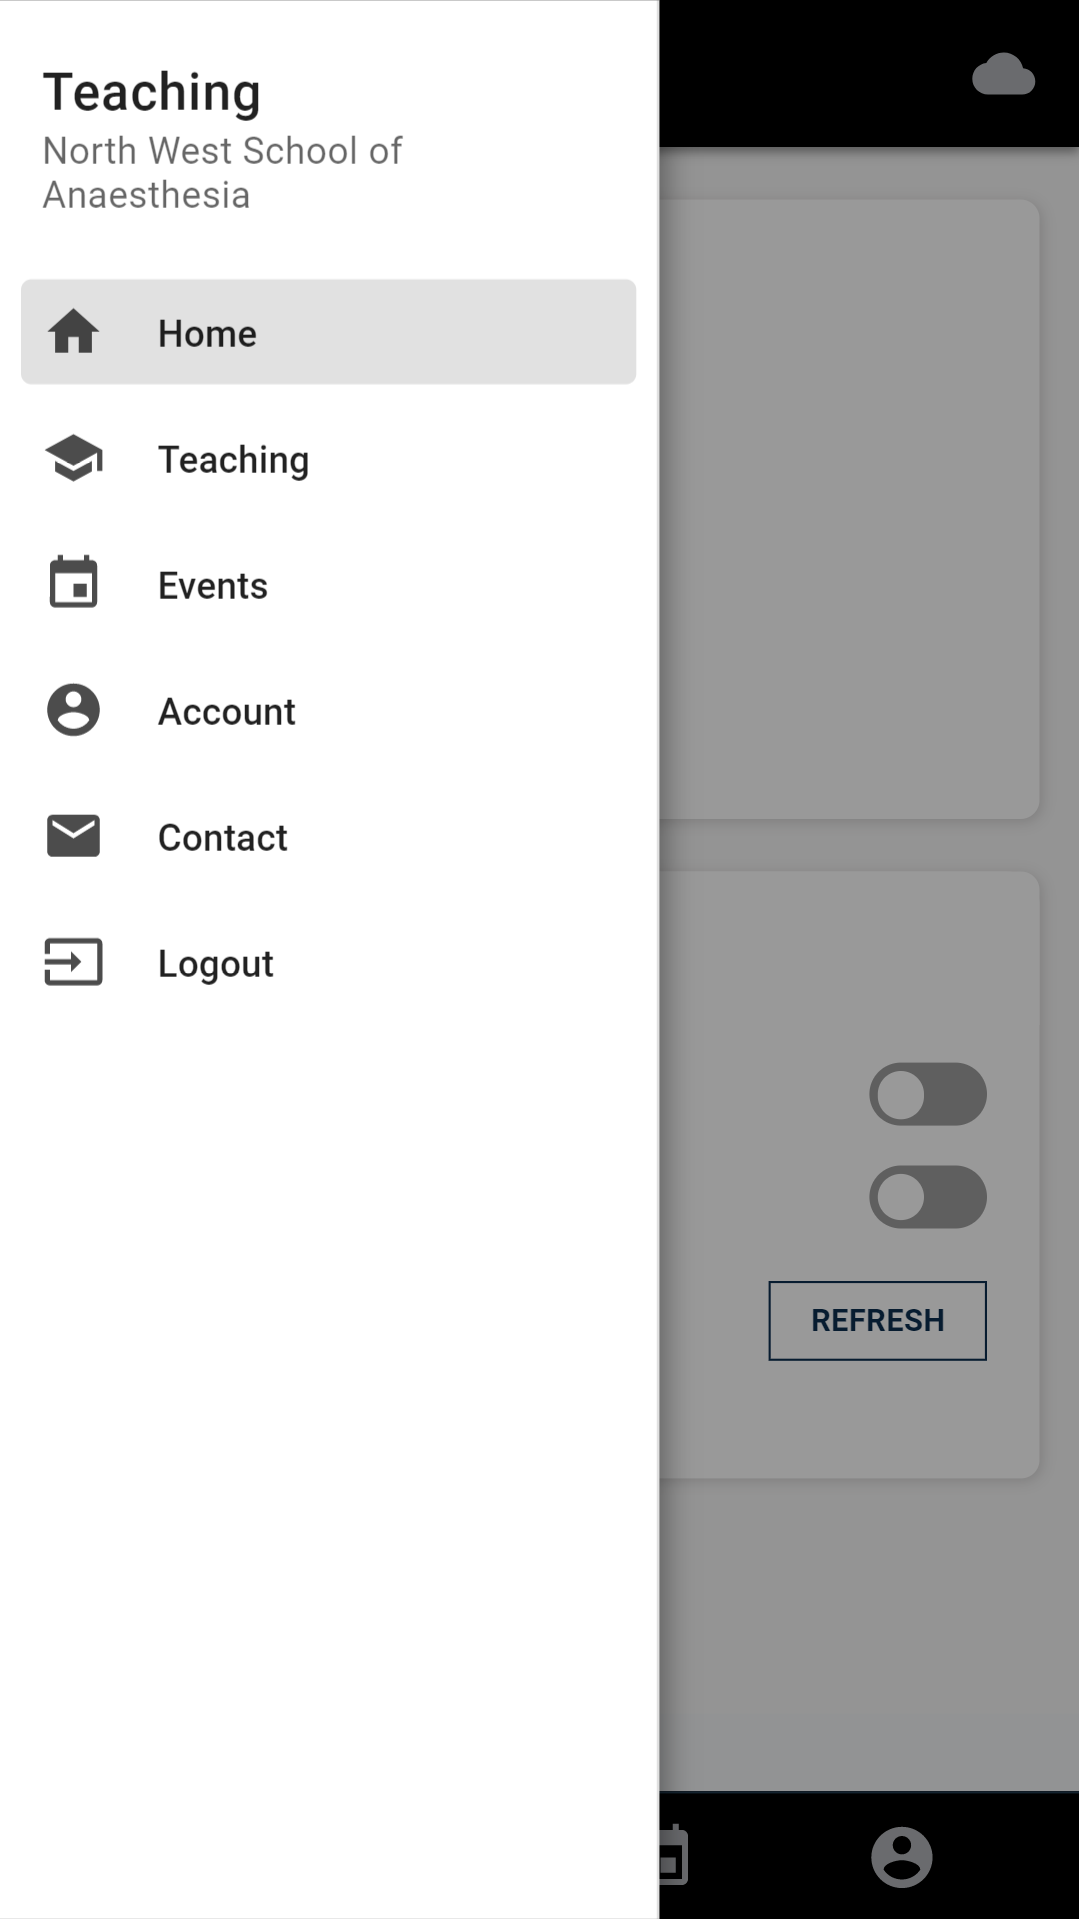 Teaching
North West School of
Anaesthesia
Home
Teaching
Events
Account
Contact
Logout
REFRESH